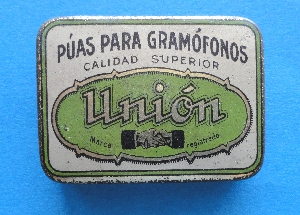 PÚAS PARA GRAMÓFONOS
CALIDAD SUPERIOR
Unión
Marca registrada